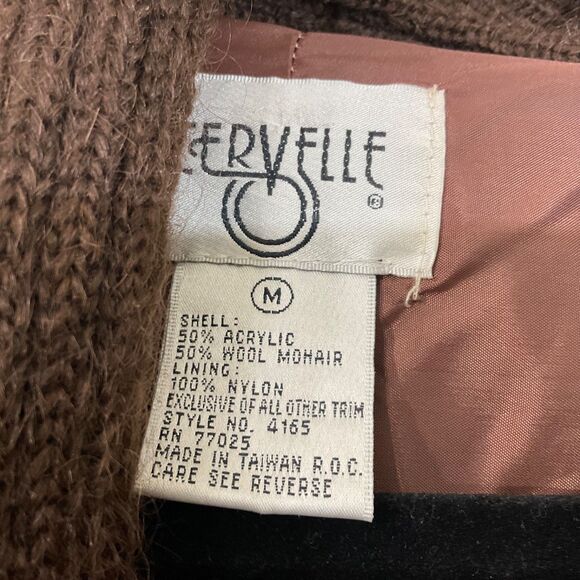 ERVELLE
®
M
SHELL:
50% ACRYLIC
50% WOOL MOHAIR
LINING:
100% NYLON
EXCLUSIVE OF ALL OTHER TRIM
STYLE NO. 4165
RN 77025
MADE IN TAIWAN R.O.C.
CARE SEE REVERSE